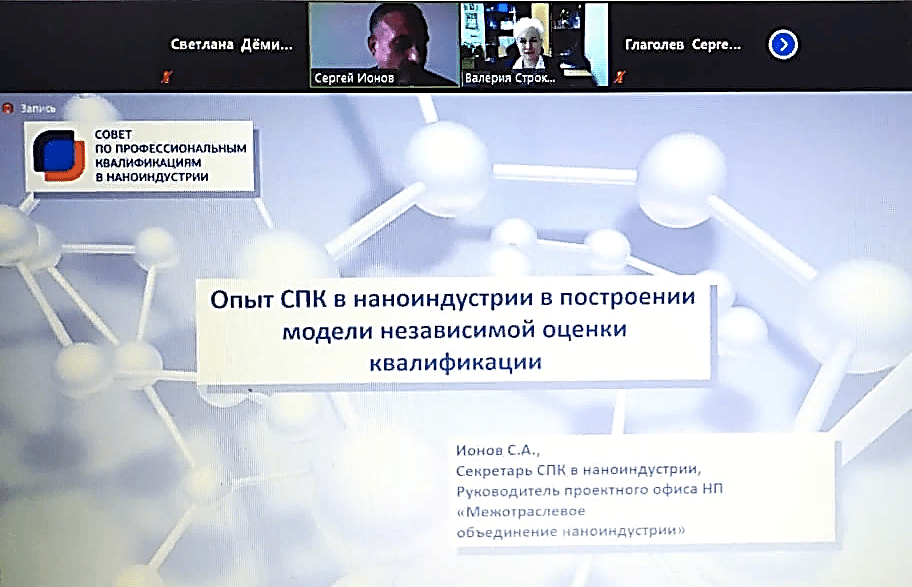 Светлана Дёми...
Сергей Ионов
Валерия Строк...
Глаголев Серге...
Запись
СОВЕТ
ПО ПРОФЕССИОНАЛЬНЫМ
КВАЛИФИКАЦИЯМ
В НАНОИНДУСТРИИ
Опыт СПК в наноиндустрии в построении
модели независимой оценки
квалификации
Ионов С.А.,
Секретарь СПК в наноиндустрии,
Руководитель проектного офиса НП
«Межотраслевое
объединение наноиндустрии»